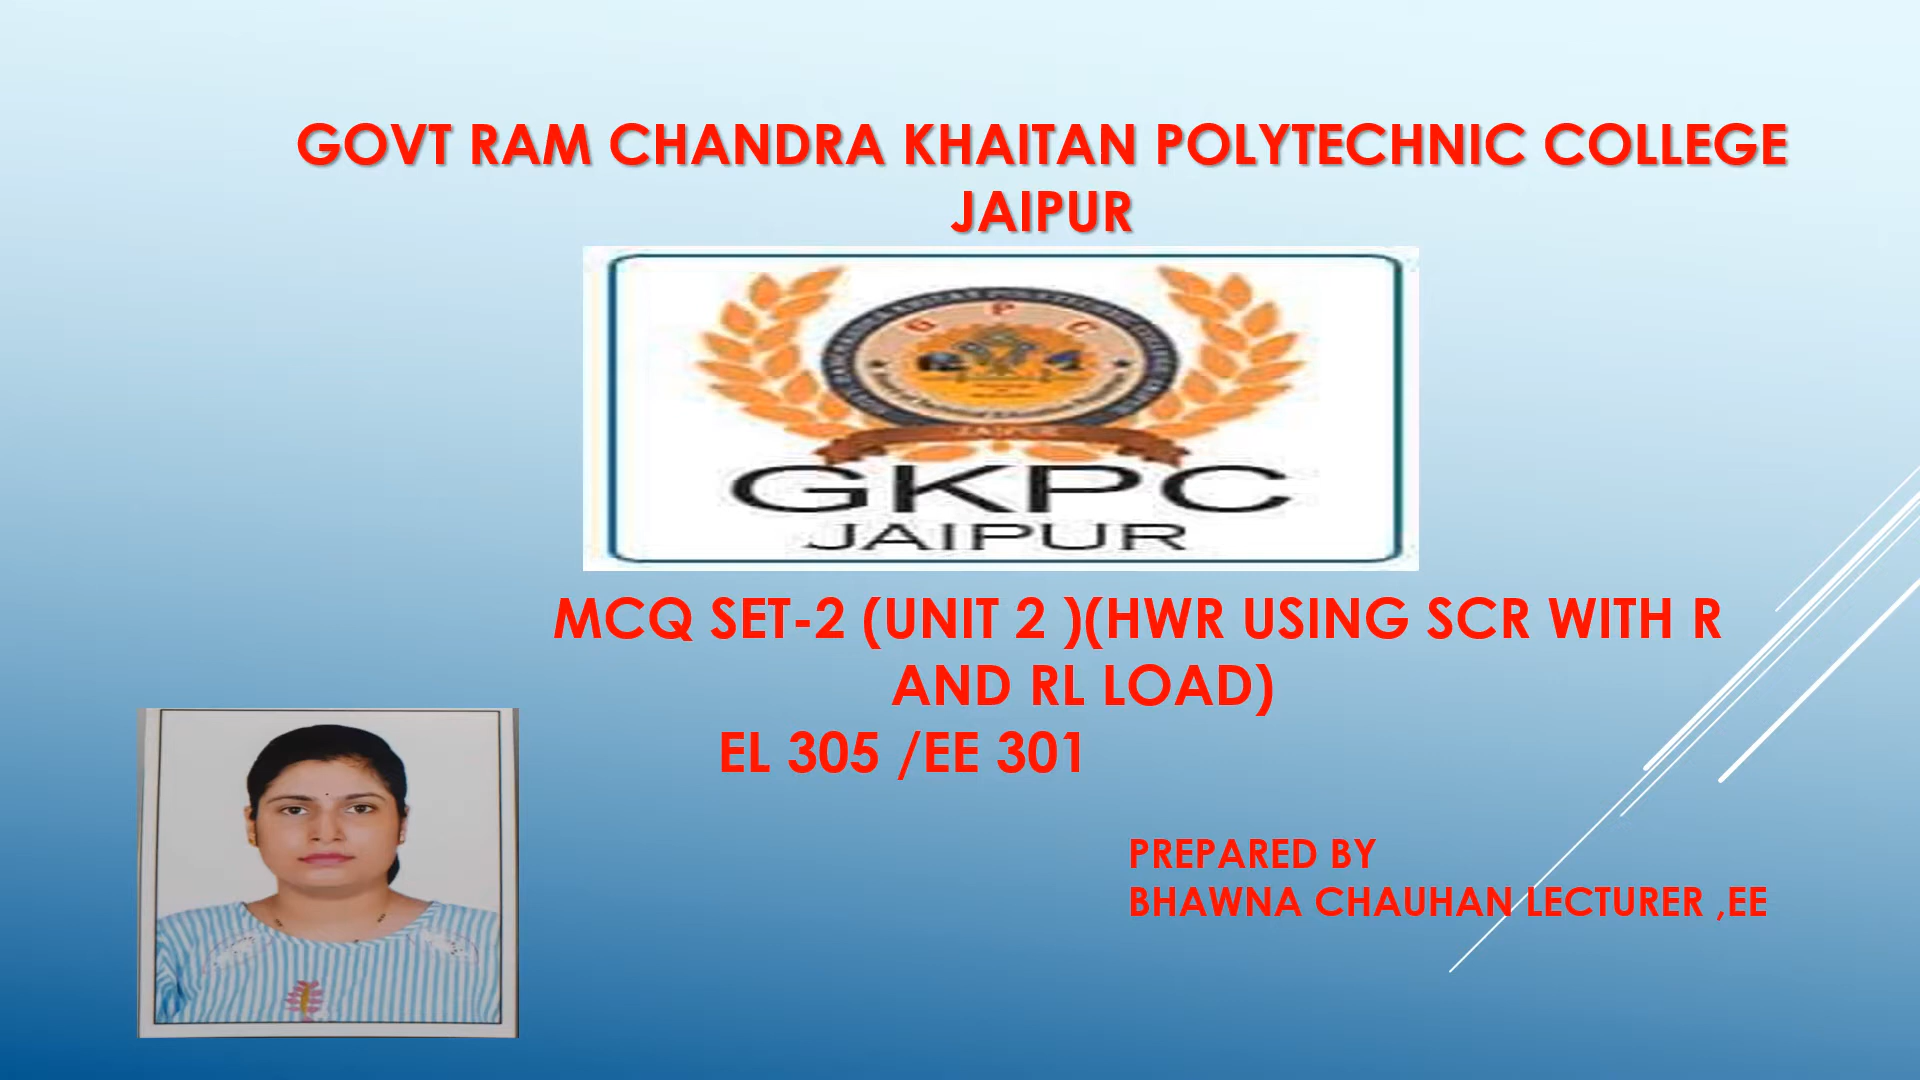 GOVT RAM CHANDRA KHAITAN POLYTECHNIC COLLEGE
JAIPUR
G P C
JAIPUR
GKPC
JAIPUR
MCQ SET-2 (UNIT 2 )(HWR USING SCR WITH R
AND RL LOAD)
EL 305 /EE 301
PREPARED BY
BHAWNA CHAUHAN LECTURER ,EE